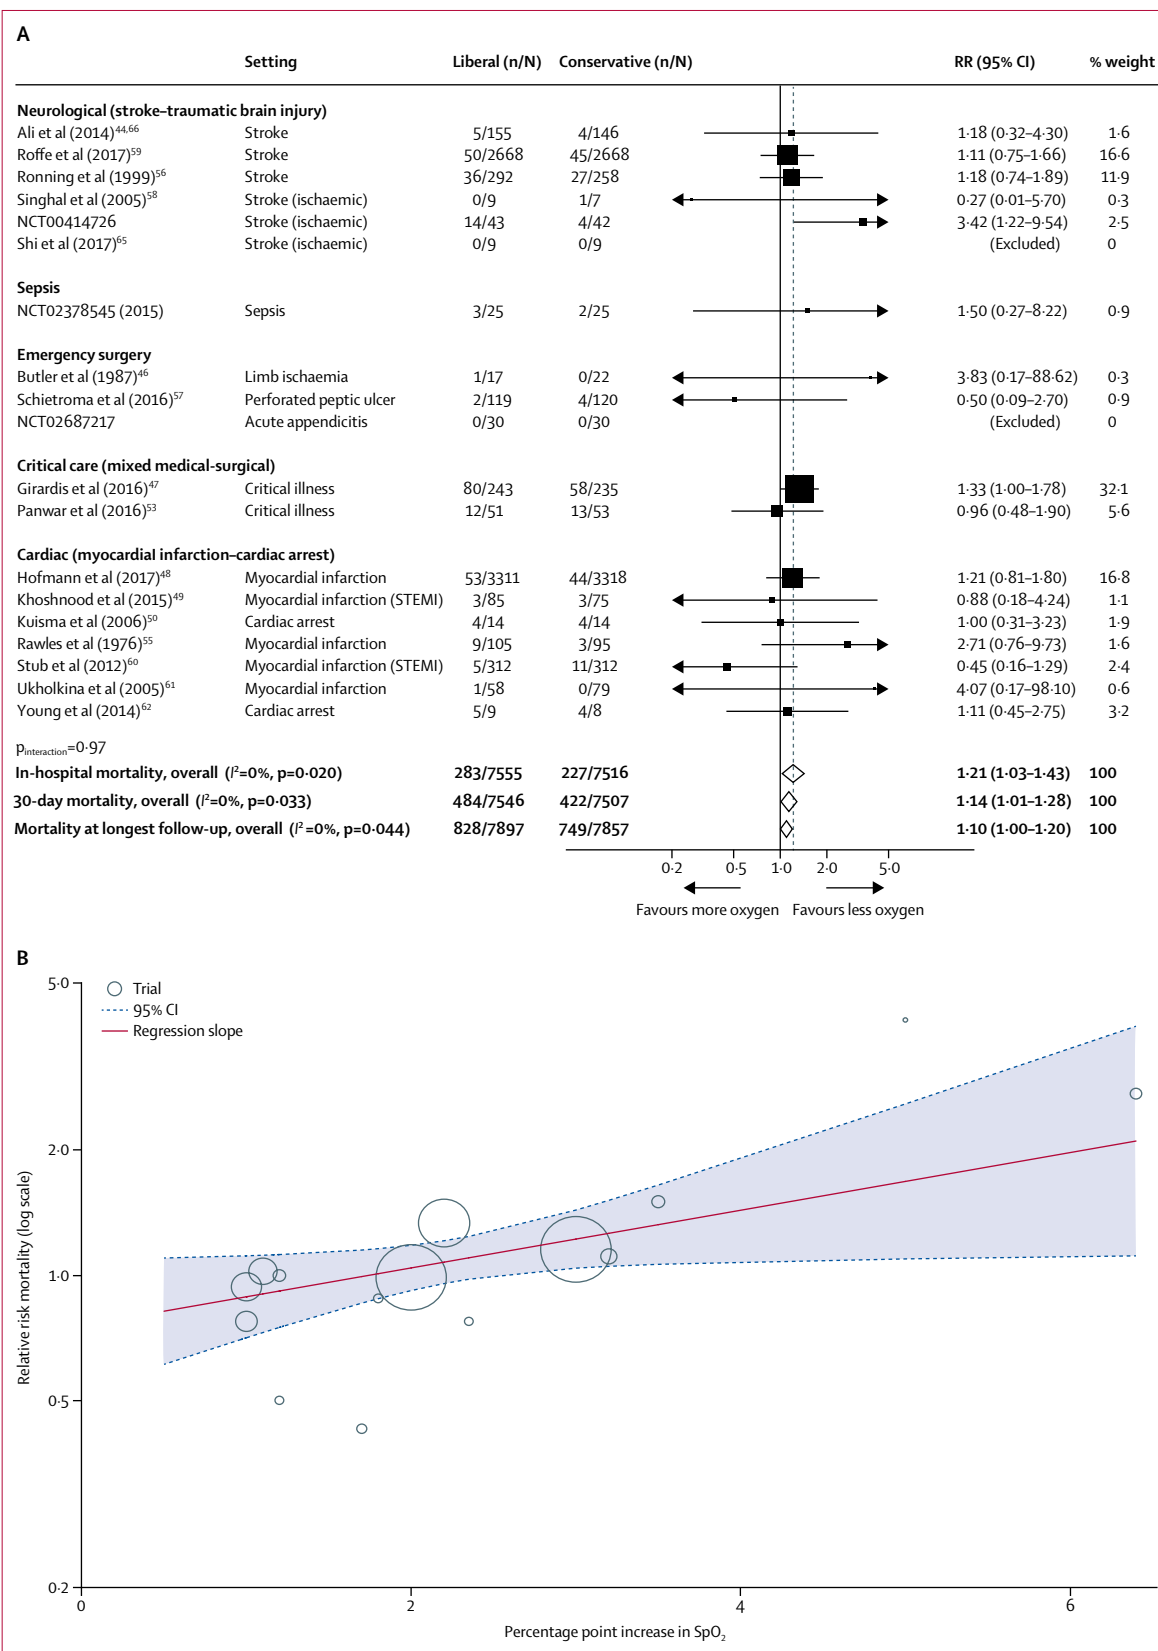 A
Setting Liberal (n/N) Conservative (n/N) RR (95% CI) % weight
Neurological (stroke–traumatic brain injury)
Ali et al (2014)44,66 Stroke 5/155 4/146 1·18 (0·32–4·30) 1·6
Roffe et al (2017)59 Stroke 50/2668 45/2668 1·11 (0·75–1·66) 16·6
Ronning et al (1999)56 Stroke 36/292 27/258 1·18 (0·74–1·89) 11·9
Singhal et al (2005)58 Stroke (ischaemic) 0/9 1/7 0·27 (0·01–5·70) 0·3
NCT00414726 Stroke (ischaemic) 14/43 4/42 3·42 (1·22–9·54) 2·5
Shi et al (2017)65 Stroke (ischaemic) 0/9 0/9 (Excluded) 0
Sepsis
NCT02378545 (2015) Sepsis 3/25 2/25 1·50 (0·27–8·22) 0·9
Emergency surgery
Butler et al (1987)46 Limb ischaemia 1/17 0/22 3·83 (0·17–88·62) 0·3
Schietroma et al (2016)57 Perforated peptic ulcer 2/119 4/120 0·50 (0·09–2·70) 0·9
NCT02687217 Acute appendicitis 0/30 0/30 (Excluded) 0
Critical care (mixed medical-surgical)
Girardis et al (2016)47 Critical illness 80/243 58/235 1·33 (1·00–1·78) 32·1
Panwar et al (2016)53 Critical illness 12/51 13/53 0·96 (0·48–1·90) 5·6
Cardiac (myocardial infarction–cardiac arrest)
Hofmann et al (2017)48 Myocardial infarction 53/3311 44/3318 1·21 (0·81–1·80) 16·8
Khoshnood et al (2015)49 Myocardial infarction (STEMI) 3/85 3/75 0·88 (0·18–4·24) 1·1
Kuisma et al (2006)50 Cardiac arrest 4/14 4/14 1·00 (0·31–3·23) 1·9
Rawles et al (1976)55 Myocardial infarction 9/105 3/95 2·71 (0·76–9·73) 1·6
Stub et al (2012)60 Myocardial infarction (STEMI) 5/312 11/312 0·45 (0·16–1·29) 2·4
Ukholkina et al (2005)61 Myocardial infarction 1/58 0/79 4·07 (0·17–98·10) 0·6
Young et al (2014)62 Cardiac arrest 5/9 4/8 1·11 (0·45–2·75) 3·2
pinteraction=0·97
In-hospital mortality, overall (I2=0%, p=0·020) 283/7555 227/7516 1·21 (1·03–1·43) 100
30-day mortality, overall (I2=0%, p=0·033) 484/7546 422/7507 1·14 (1·01–1·28) 100
Mortality at longest follow-up, overall (I2=0%, p=0·044) 828/7897 749/7857 1·10 (1·00–1·20) 100
0·2 0·5 1·0 2·0 5·0
Favours more oxygen Favours less oxygen
B
5·0
Trial
95% CI
Regression slope
2·0
1·0
0·5
0·2
Relative risk mortality (log scale)
0 2 4 6
Percentage point increase in SpO2